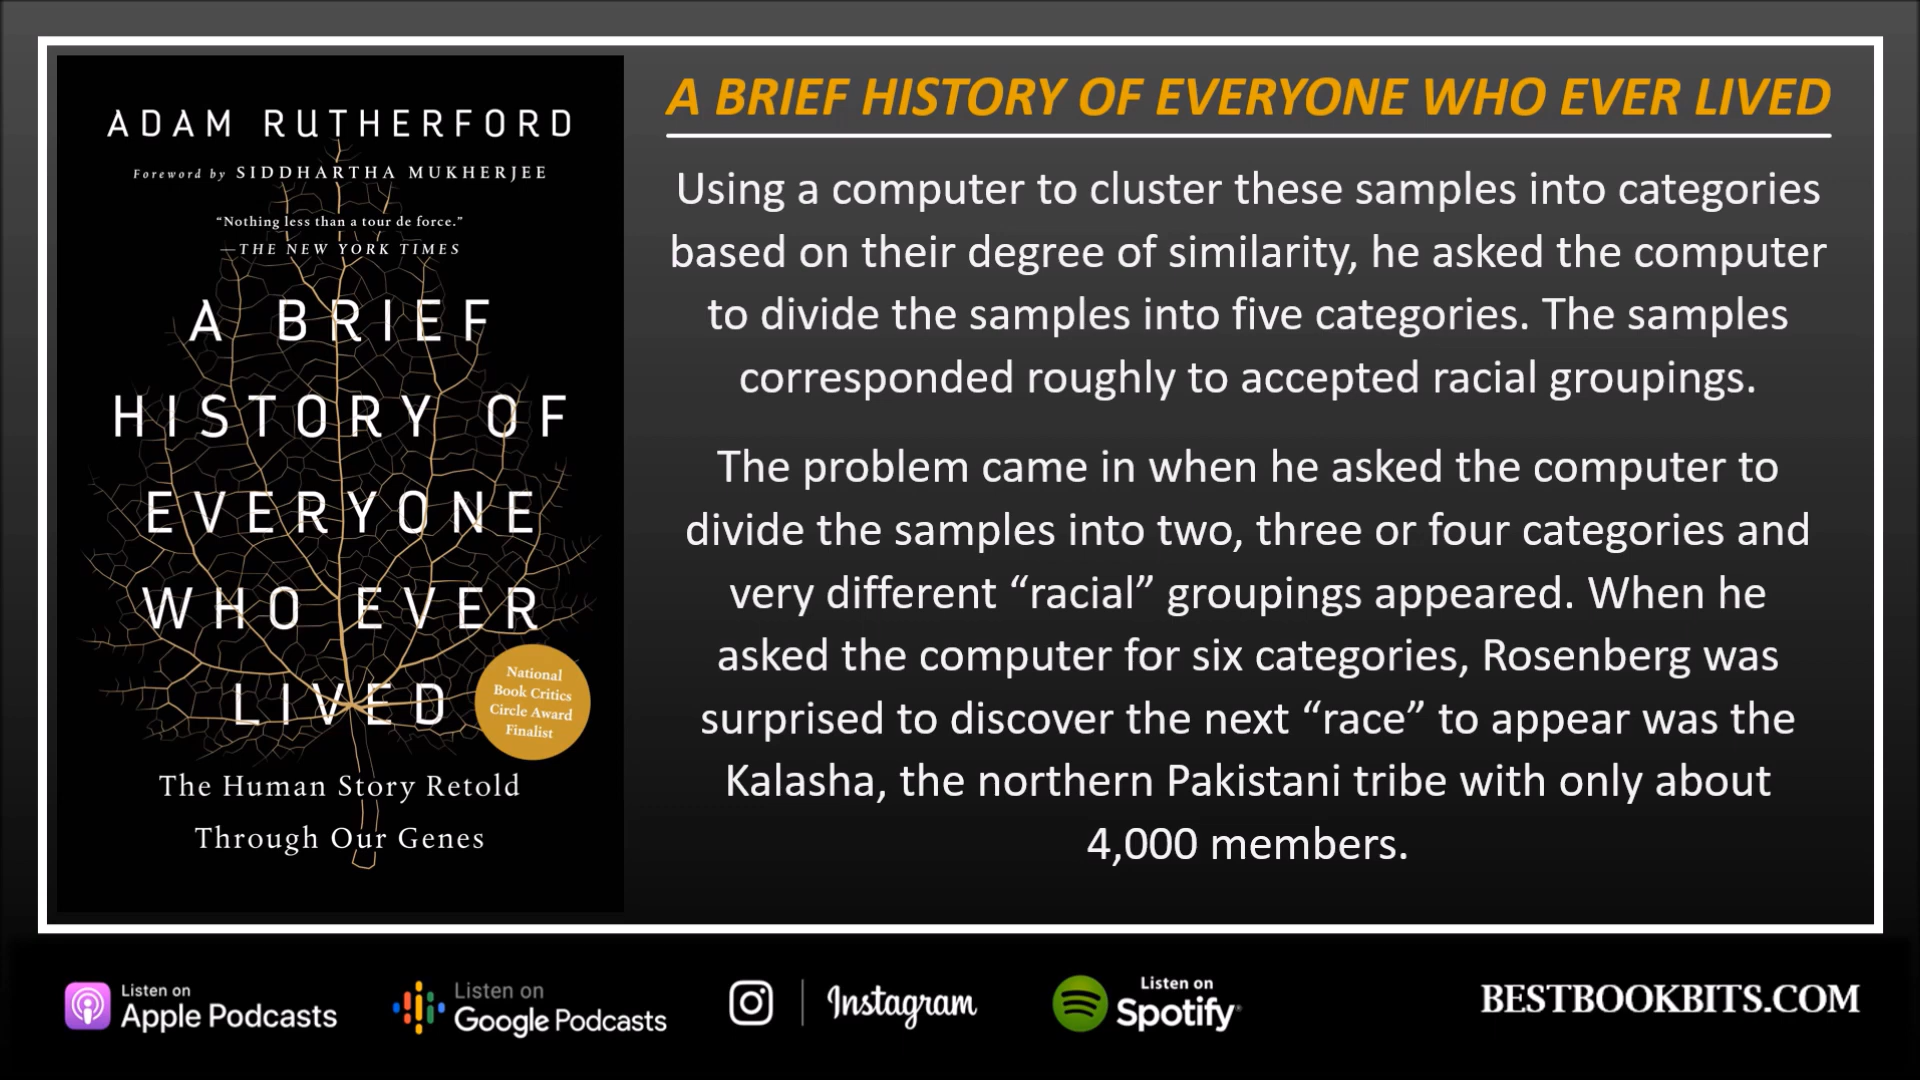 ADAM RUTHERFORD
Foreword by SIDDHARTHA MUKHERJEE
“Nothing less than a tour de force.”
—THE NEW YORK TIMES
A BRIEF
HISTORY OF
EVERYONE
WHO EVER
LIVED
National
Book Critics
Circle Award
Finalist
The Human Story Retold
Through Our Genes
A BRIEF HISTORY OF EVERYONE WHO EVER LIVED
Using a computer to cluster these samples into categories
based on their degree of similarity, he asked the computer
to divide the samples into five categories. The samples
corresponded roughly to accepted racial groupings.
The problem came in when he asked the computer to
divide the samples into two, three or four categories and
very different “racial” groupings appeared. When he
asked the computer for six categories, Rosenberg was
surprised to discover the next “race” to appear was the
Kalasha, the northern Pakistani tribe with only about
4,000 members.
Listen on
Apple Podcasts
Listen on
Google Podcasts
Instagram
Listen on
Spotify
BESTBOOKBITS.COM